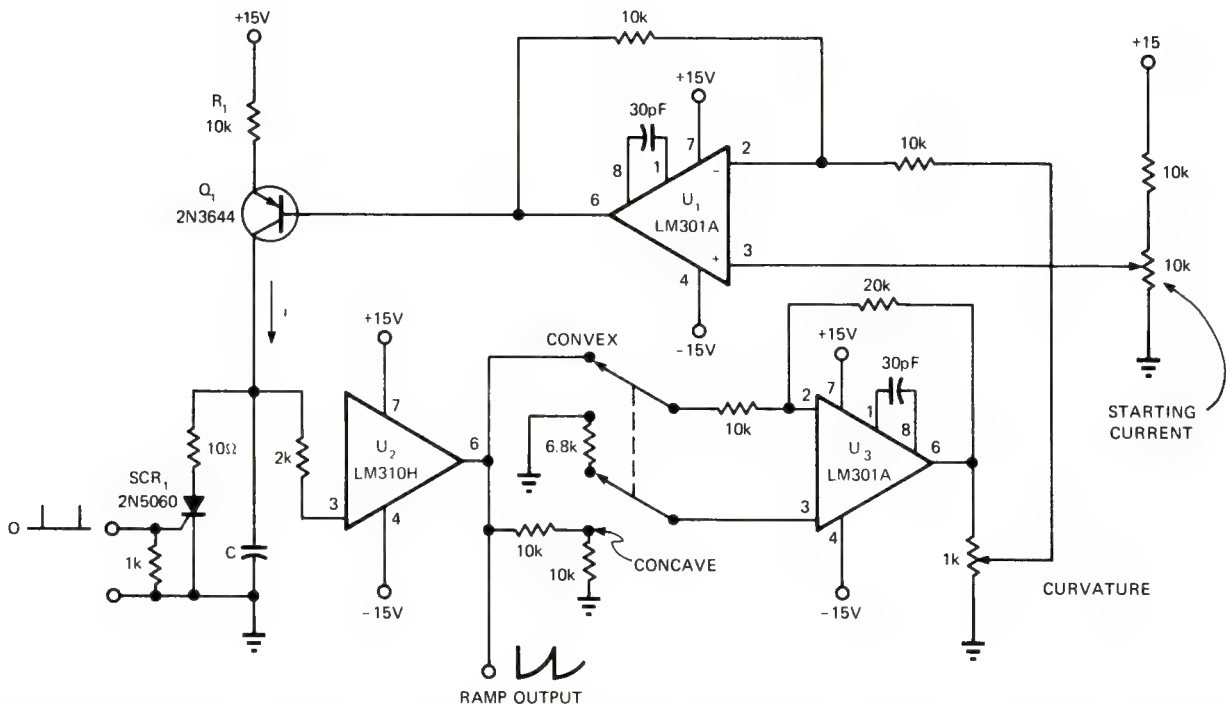 +15V
10k
+15
R1
10k
+15V
30pF
7
2
10k
10k
8
1
–
Q1
2N3644
6
U1
LM301A
3
+
10k
4
20k
–15V
STARTING
CURRENT
i
+15V
CONVEX
+15V
30pF
7
2
7
1
8
10k
10Ω
2k
U2
LM310H
6
6.8k
U3
LM301A
6
SCR1
2N5060
3
4
3
4
O
1k
C
10k
10k
CONCAVE
1k
CURVATURE
–15V
–15V
RAMP OUTPUT